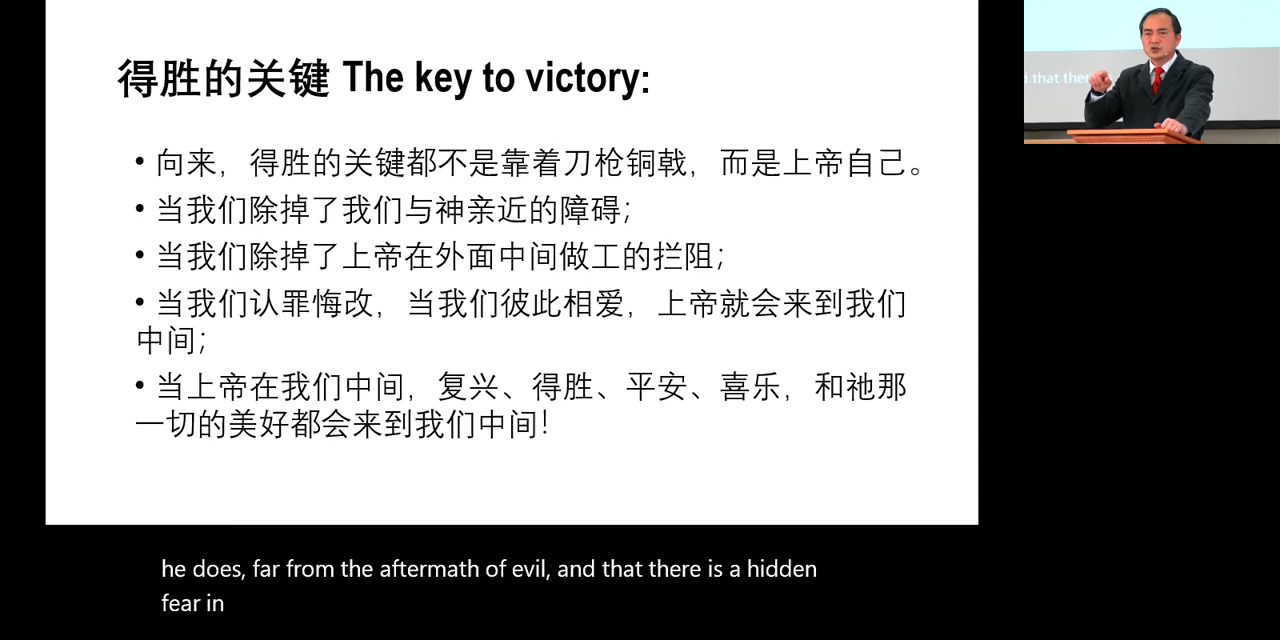 得胜的关键 The key to victory:
• 向来，得胜的关键都不是靠着刀枪铜戟，而是上帝自己。
• 当我们除掉了我们与神亲近的障碍；
• 当我们除掉了上帝在外面中间做工的拦阻；
• 当我们认罪悔改，当我们彼此相爱，上帝就会来到我们
中间；
• 当上帝在我们中间，复兴、得胜、平安、喜乐，和祂那
一切的美好都会来到我们中间！
that the
he does, far from the aftermath of evil, and that there is a hidden
fear in